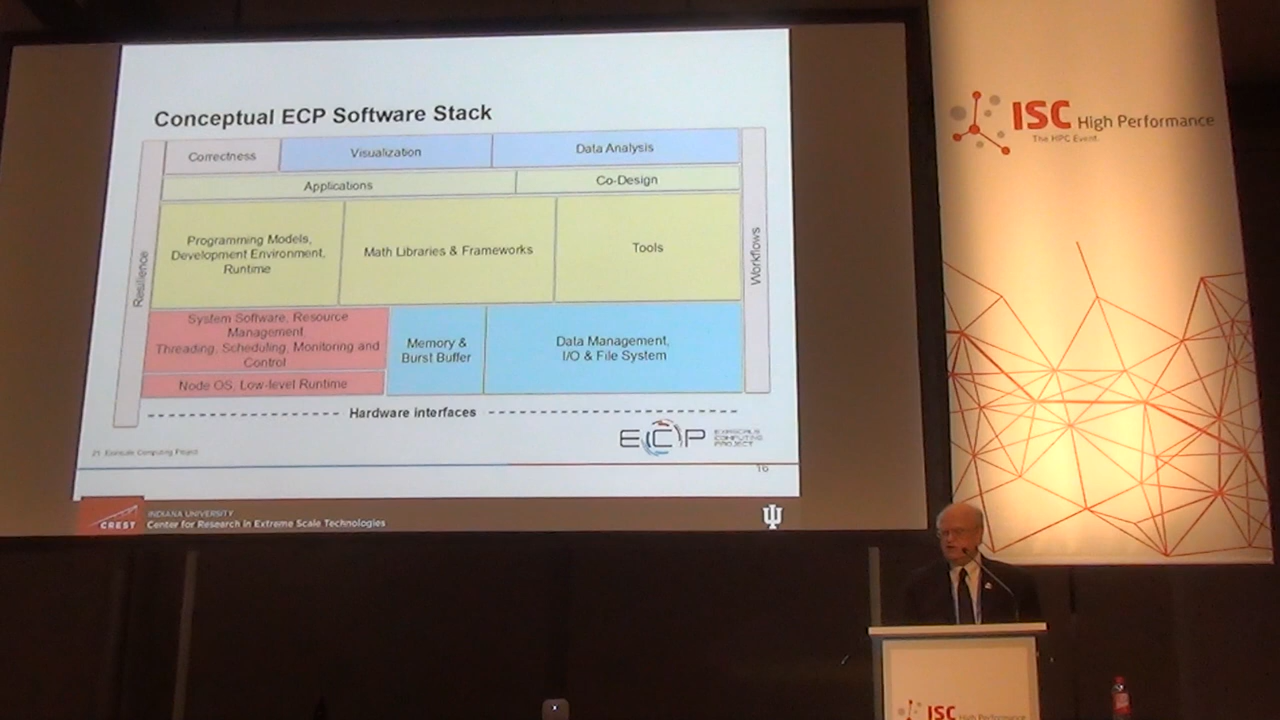 Conceptual ECP Software Stack
Correctness
Visualization
Data Analysis
Applications
Co-Design
Resilience
Programming Models,
Development Environment,
Runtime
Math Libraries & Frameworks
Tools
Workflows
System Software, Resource
Management
Threading, Scheduling, Monitoring and
Control
Node OS, Low-level Runtime
Memory &
Burst Buffer
Data Management,
I/O & File System
Hardware interfaces
ECP
EXASCALE
COMPUTING
PROJECT
Exascale Computing Project
16
CREST
INDIANA UNIVERSITY
Center for Research in Extreme Scale Technologies
ISC High Performance
The HPC Event.
ISC High Performance